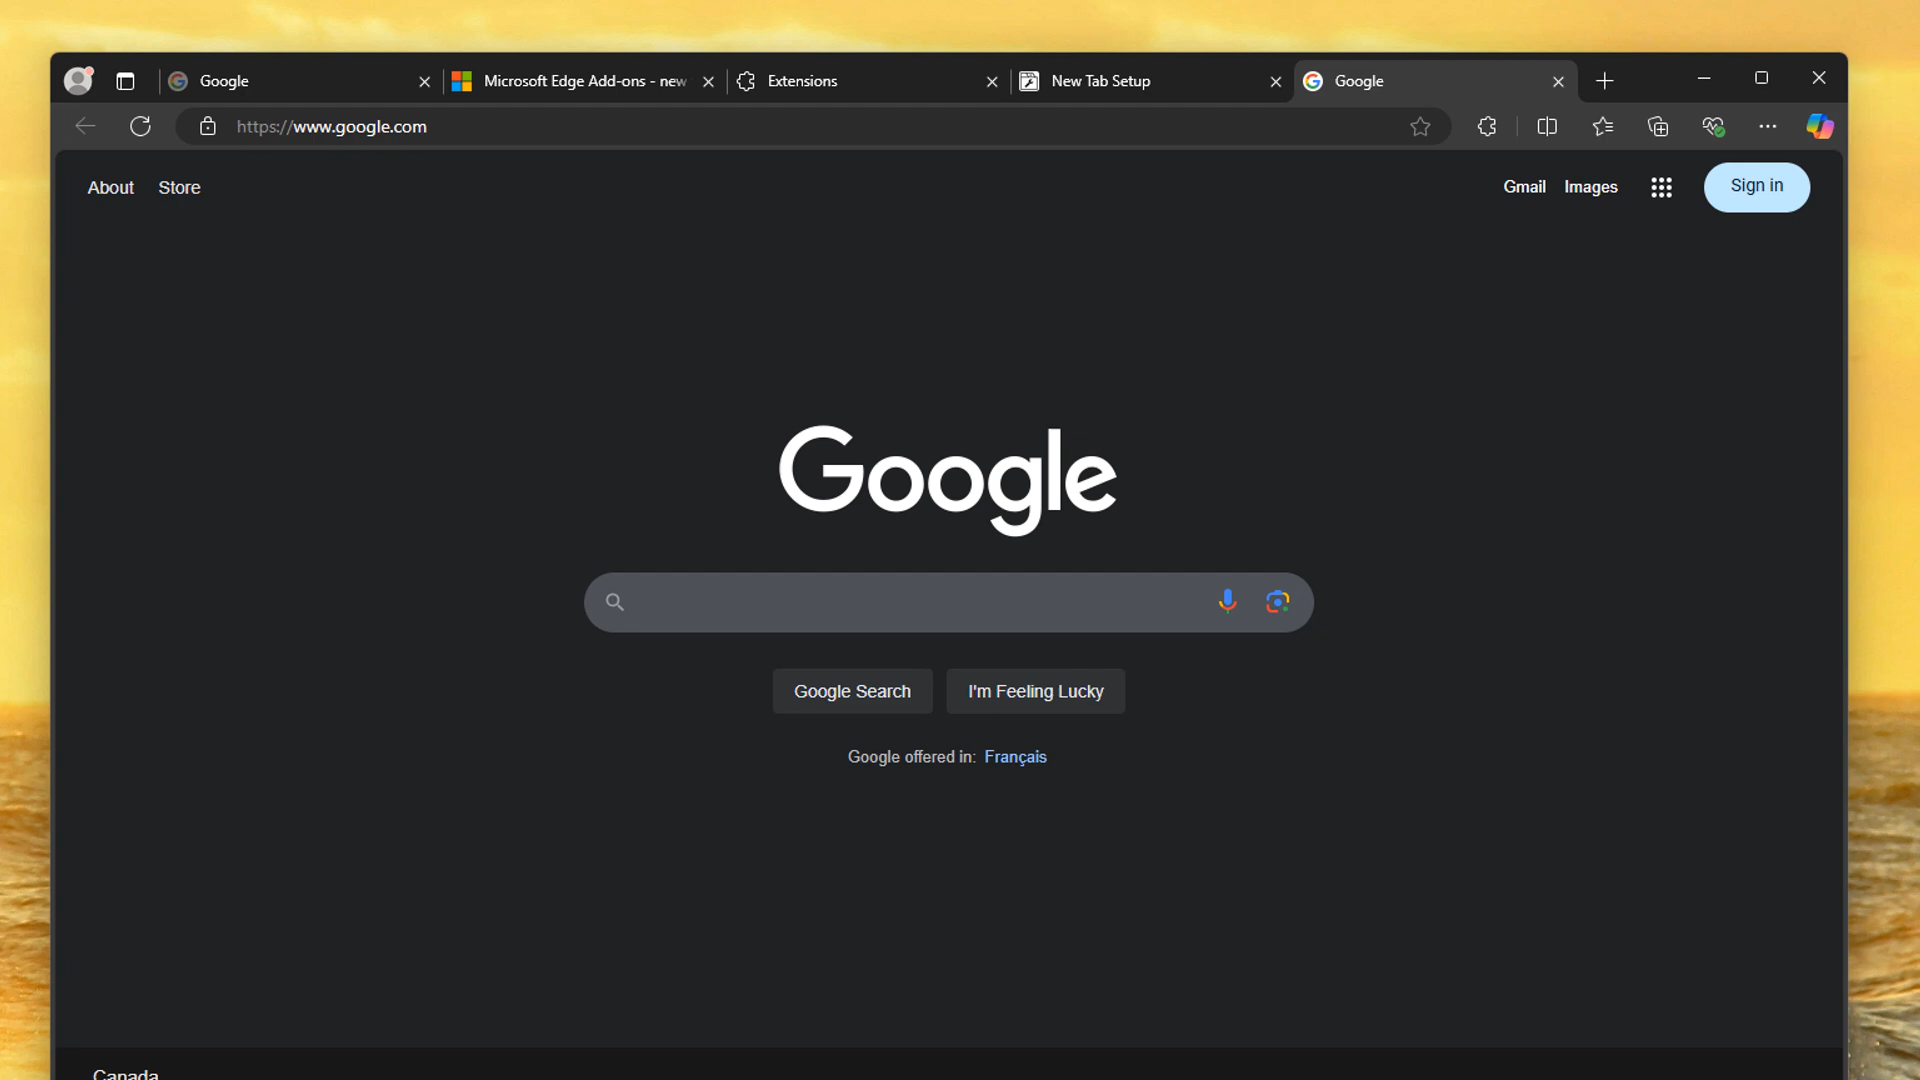 Google
Microsoft Edge Add-ons - new
Extensions
New Tab Setup
Google
https://www.google.com
About
Store
Gmail
Images
Sign in
Google
Google Search
I'm Feeling Lucky
Google offered in: Français
Canada